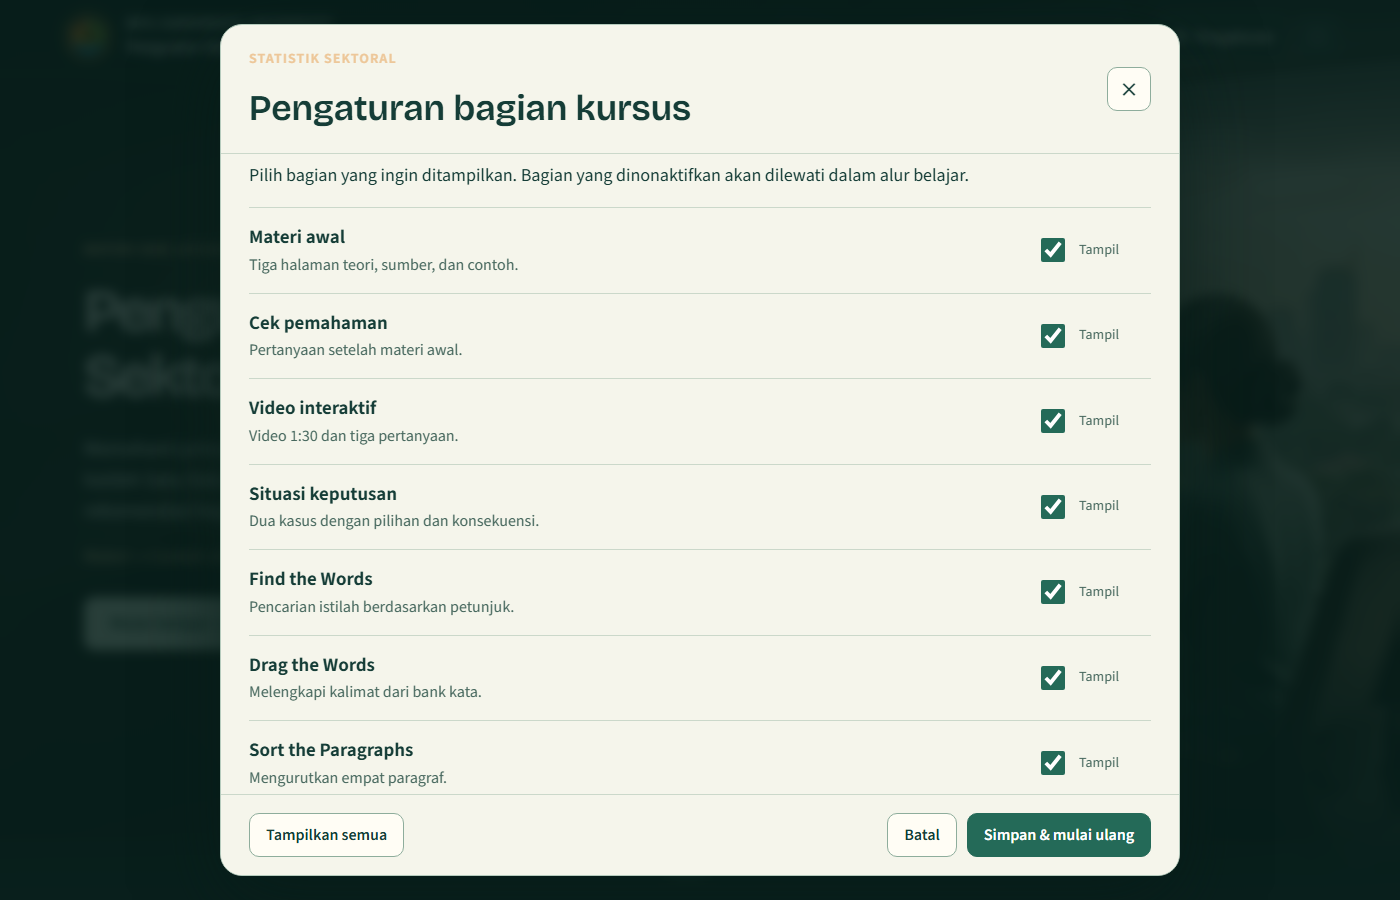 STATISTIK SEKTORAL
Pengaturan bagian kursus
Pilih bagian yang ingin ditampilkan. Bagian yang dinonaktifkan akan dilewati dalam alur belajar.
Materi awal
Tiga halaman teori, sumber, dan contoh.
Tampil
Cek pemahaman
Pertanyaan setelah materi awal.
Tampil
Video interaktif
Video 1:30 dan tiga pertanyaan.
Tampil
Situasi keputusan
Dua kasus dengan pilihan dan konsekuensi.
Tampil
Find the Words
Pencarian istilah berdasarkan petunjuk.
Tampil
Drag the Words
Melengkapi kalimat dari bank kata.
Tampil
Sort the Paragraphs
Mengurutkan empat paragraf.
Tampil
Tampilkan semua
Batal
Simpan & mulai ulang